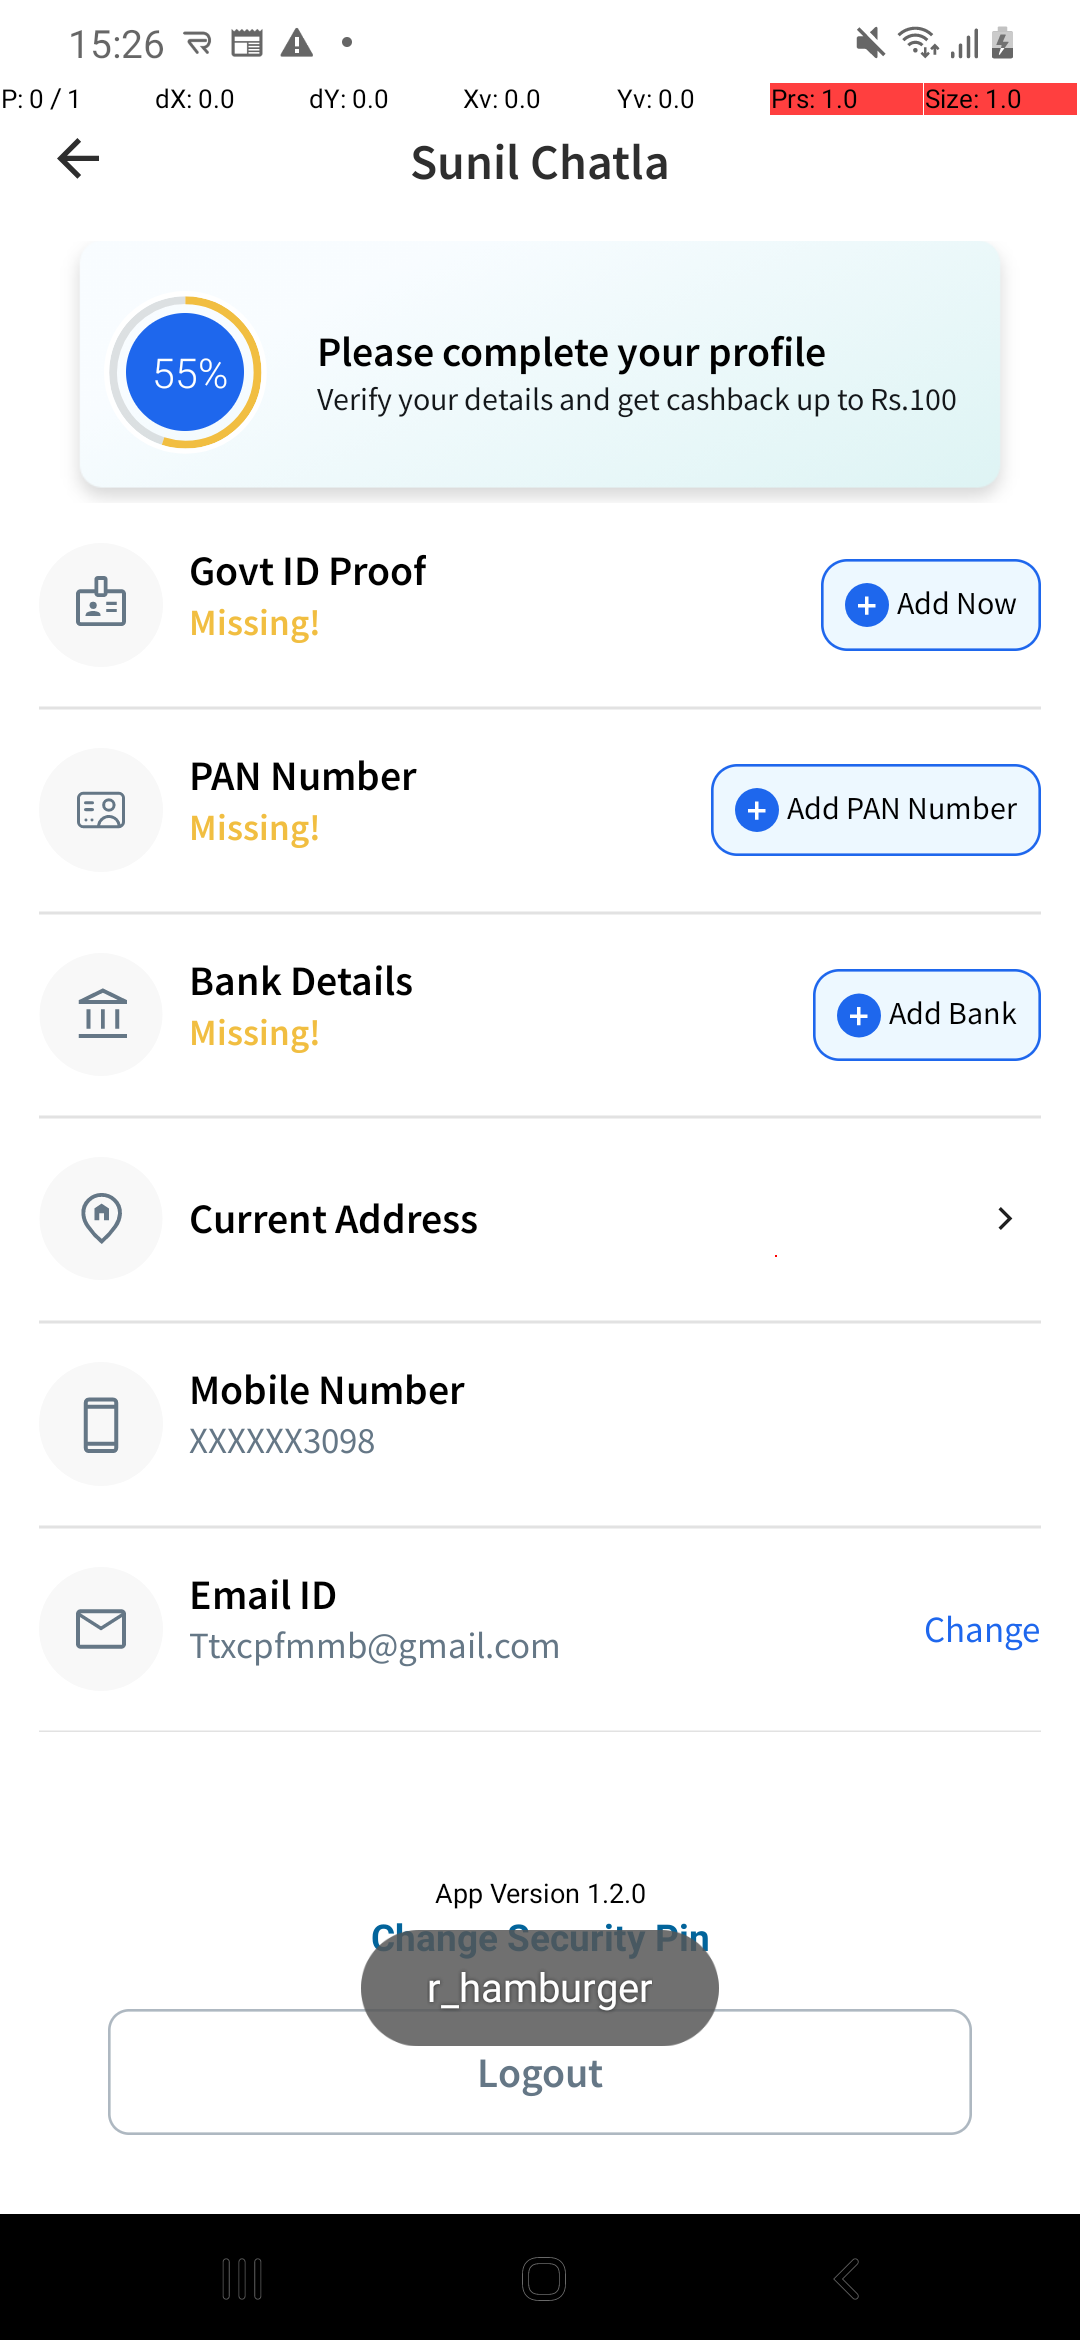 15:26
P: 0 / 1 dX: 0.0 dY: 0.0 Xv: 0.0 Yv: 0.0 Prs: 1.0 Size: 1.0
Sunil Chatla
55%
Please complete your profile
Verify your details and get cashback up to Rs.100
Govt ID Proof
Missing!
Add Now
PAN Number
Missing!
Add PAN Number
Bank Details
Missing!
Add Bank
Current Address
Mobile Number
XXXXXX3098
Email ID
Ttxcpfmmb@gmail.com
Change
App Version 1.2.0
Change Security Pin
r_hamburger
Logout